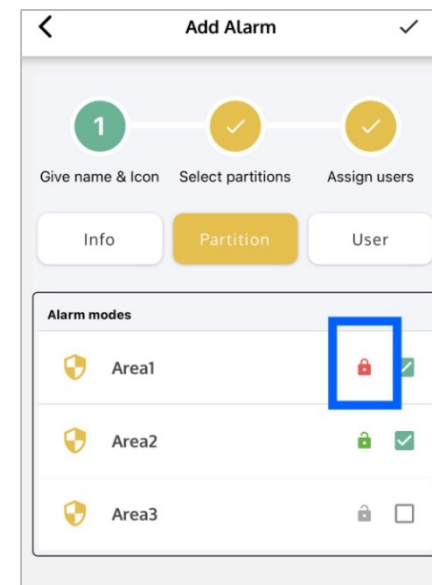 Add Alarm
1
Give name & Icon Select partitions Assign users
Info Partition User
Alarm modes
Area1
Area2
Area3